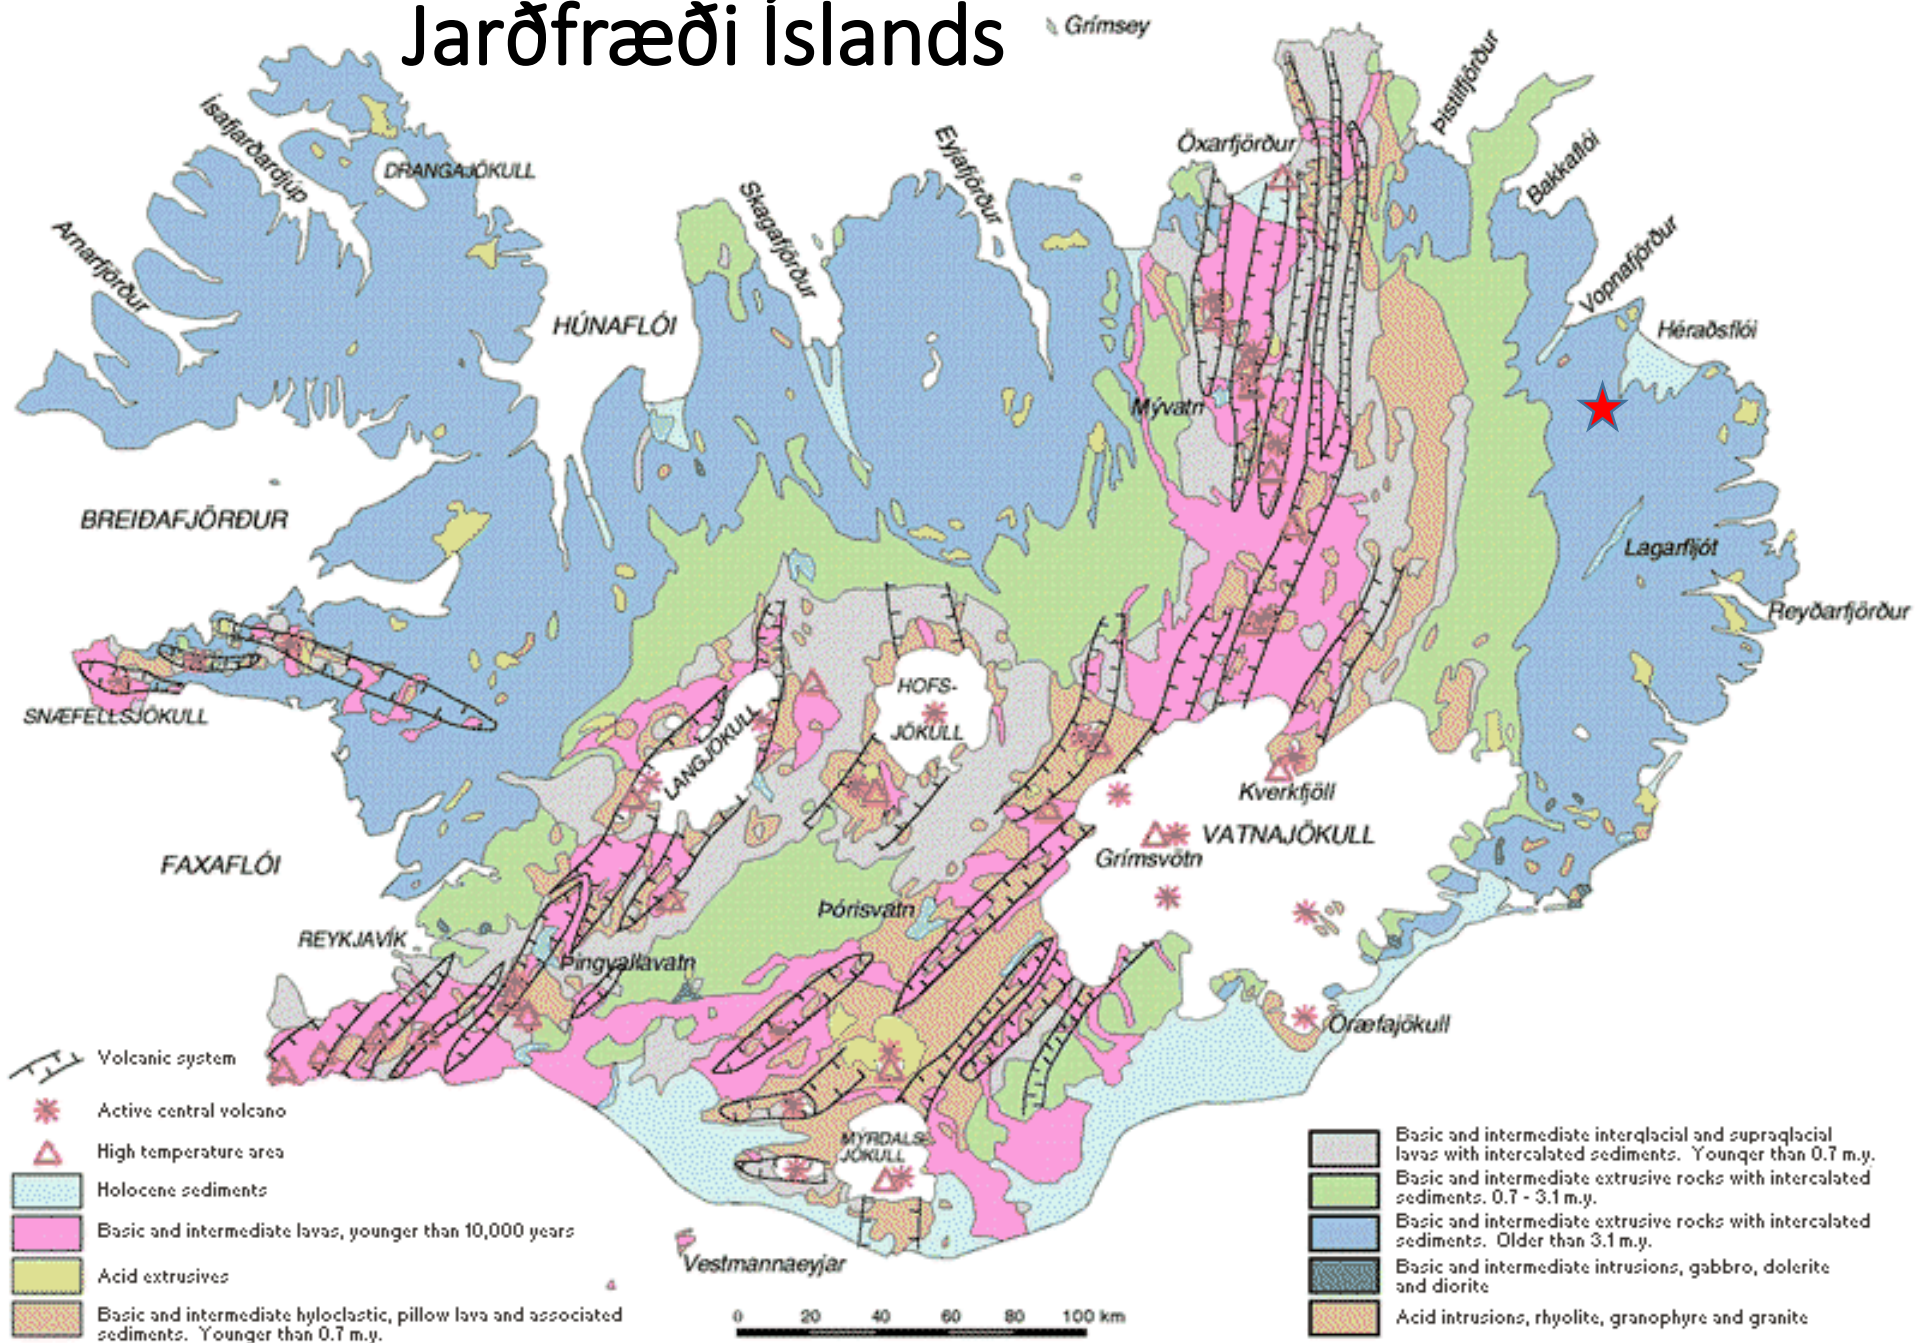 Jarðfræði Íslands
Grímsey
Ísafjarðardjúp
DRANGAJÖKULL
Arnarfjörður
HÚNAFLÓI
Skagafjörður
Eyjafjörður
Öxarfjörður
Þistilfjörður
Bakkaflói
Vopnafjörður
Héraðsflói
Mývatn
BREIÐAFJÖRÐUR
Lagarfljót
Reyðarfjörður
SNÆFELLSJÖKULL
HOFS-
JÖKULL
LANGJÖKULL
Kverkfjöll
VATNAJÖKULL
Grímsvötn
FAXAFLÓI
Þórisvatn
REYKJAVÍK
Þingvallavatn
Öræfajökull
MÝRDALS-
JÖKULL
Vestmannaeyjar
Volcanic system
Active central volcano
High temperature area
Holocene sediments
Basic and intermediate lavas, younger than 10,000 years
Acid extrusives
Basic and intermediate hyloclastic, pillow lava and associated
sediments. Younger than 0.7 m.y.
0 20 40 60 80 100 km
Basic and intermediate interglacial and supraglacial
lavas with intercalated sediments. Younger than 0.7 m.y.
Basic and intermediate extrusive rocks with intercalated
sediments. 0.7 - 3.1 m.y.
Basic and intermediate extrusive rocks with intercalated
sediments. Older than 3.1 m.y.
Basic and intermediate intrusions, gabbro, dolerite
and diorite
Acid intrusions, rhyolite, granophyre and granite